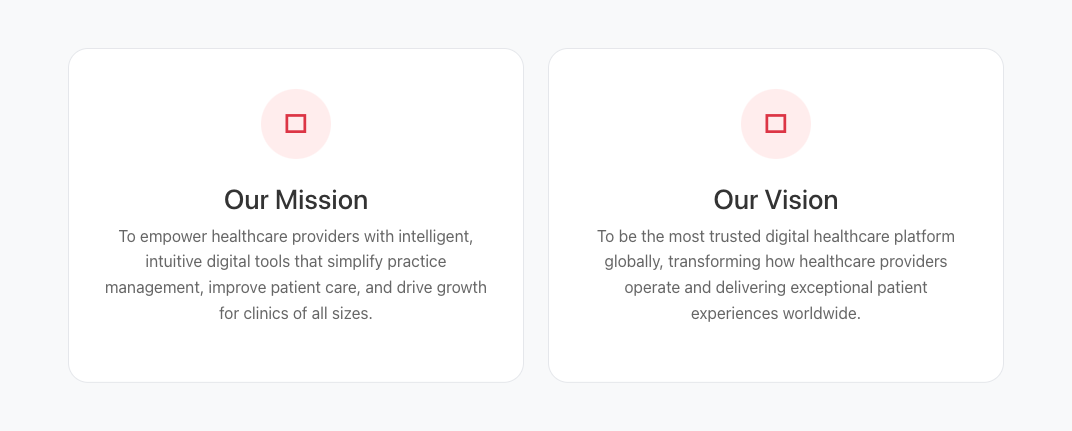 Our Mission
To empower healthcare providers with intelligent,
intuitive digital tools that simplify practice
management, improve patient care, and drive growth
for clinics of all sizes.
Our Vision
To be the most trusted digital healthcare platform
globally, transforming how healthcare providers
operate and delivering exceptional patient
experiences worldwide.